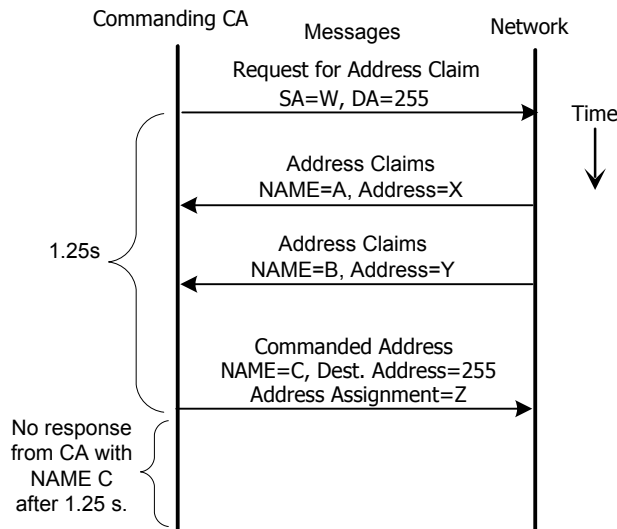 Commanding CA
Messages
Network
Request for Address Claim
SA=W, DA=255
Time
Address Claims
NAME=A, Address=X
1.25s
Address Claims
NAME=B, Address=Y
Commanded Address
NAME=C, Dest. Address=255
Address Assignment=Z
No response
from CA with
NAME C
after 1.25 s.